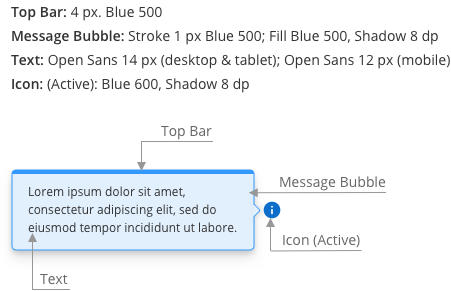 Top Bar: 4 px. Blue 500
Message Bubble: Stroke 1 px Blue 500; Fill Blue 500, Shadow 8 dp
Text: Open Sans 14 px (desktop & tablet); Open Sans 12 px (mobile)
Icon: (Active): Blue 600, Shadow 8 dp
Top Bar
Message Bubble
Lorem ipsum dolor sit amet,
consectetur adipiscing elit, sed do
eiusmod tempor incididunt ut labore.
i
Icon (Active)
Text